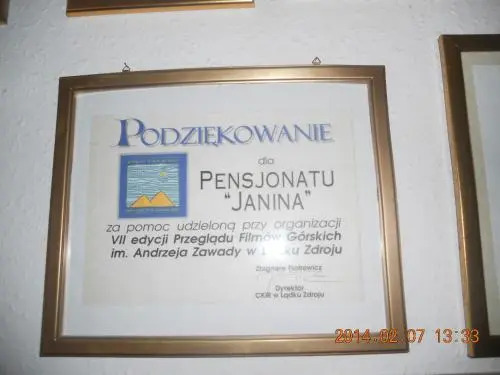 PODZIĘKOWANIE
dla
PENSJONATU
"JANINA"
za pomoc udzieloną przy organizacji
VII edycji Przeglądu Filmów Górskich
im. Andrzeja Zawady w Lądku Zdroju
Zbigniew Piotrowicz
Dyrektor
CKiR w Lądku Zdroju
2014-02-07 13:33